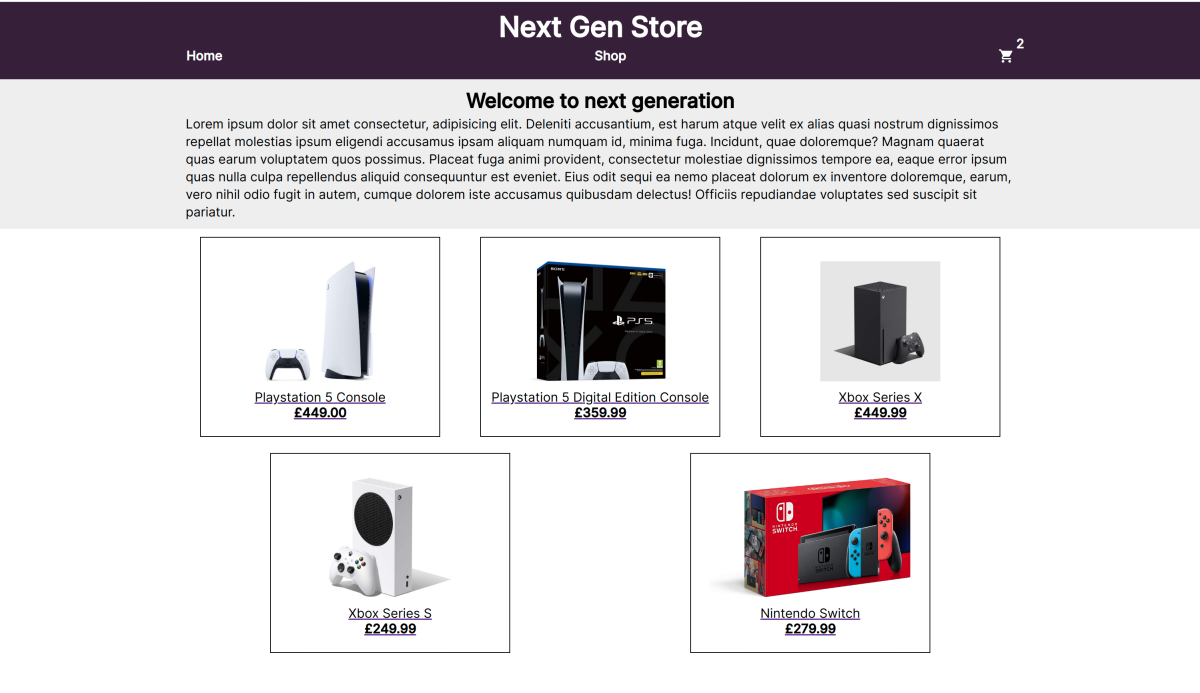 Next Gen Store
Home
Shop
2
Welcome to next generation
Lorem ipsum dolor sit amet consectetur, adipisicing elit. Deleniti accusantium, est harum atque velit ex alias quasi nostrum dignissimos
repellat molestias ipsum eligendi accusamus ipsam aliquam numquam id, minima fuga. Incidunt, quae doloremque? Magnam quaerat
quas earum voluptatem quos possimus. Placeat fuga animi provident, consectetur molestiae dignissimos tempore ea, eaque error ipsum
quas nulla culpa repellendus aliquid consequuntur est eveniet. Eius odit sequi ea nemo placeat dolorum ex inventore doloremque, earum,
vero nihil odio fugit in autem, cumque dolorem iste accusamus quibusdam delectus! Officiis repudiandae voluptates sed suscipit sit
pariatur.
SONY
PS5
Playstation 5 Console
£449.00
Playstation 5 Digital Edition Console
£359.99
Xbox Series X
£449.99
NINTENDO
SWITCH
Xbox Series S
£249.99
Nintendo Switch
£279.99